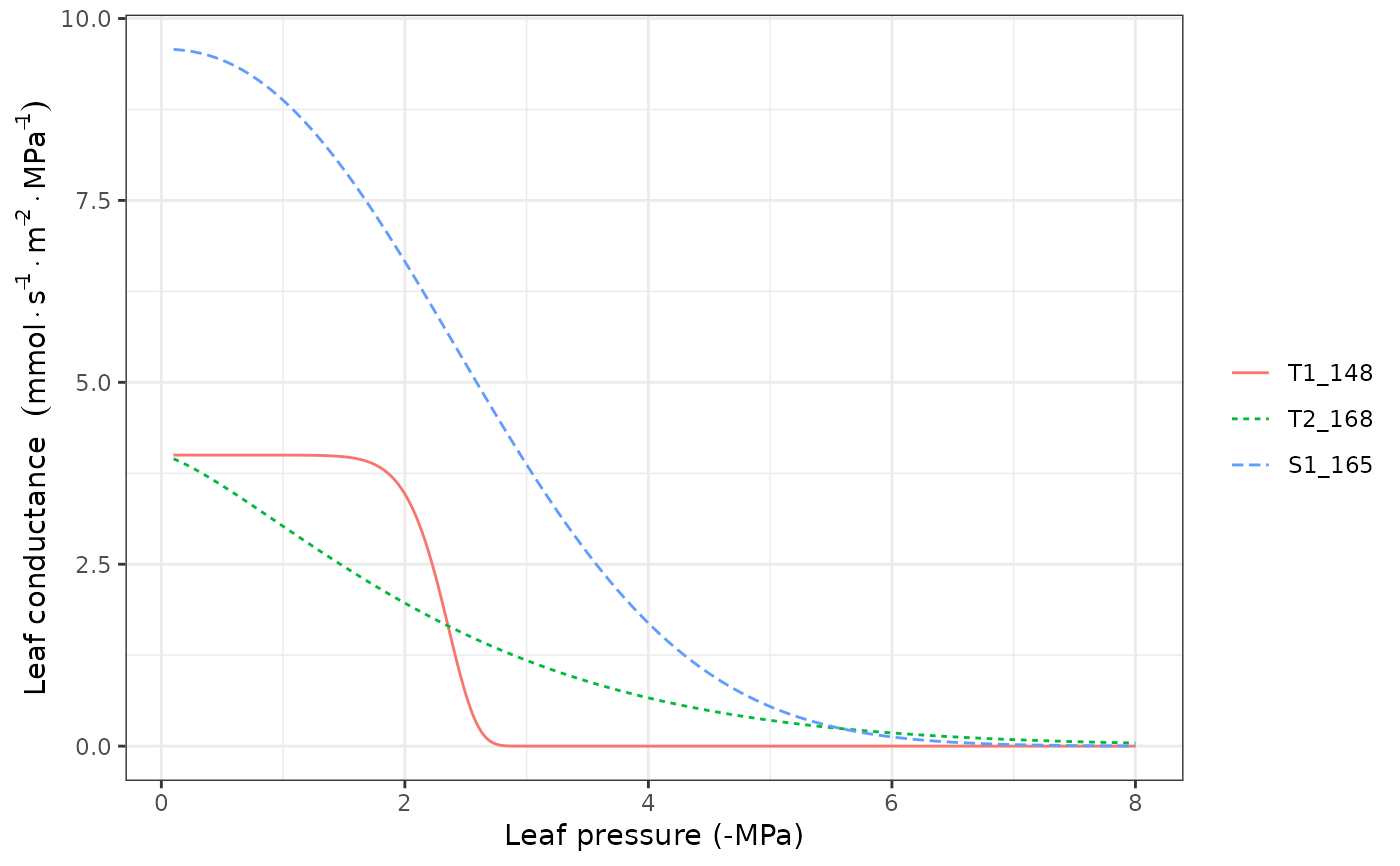 10.0
7.5
5.0
2.5
0.0
Leaf conductance (mmol·s⁻¹·m⁻²·MPa⁻¹)
0 2 4 6 8
Leaf pressure (-MPa)
T1_148
T2_168
S1_165